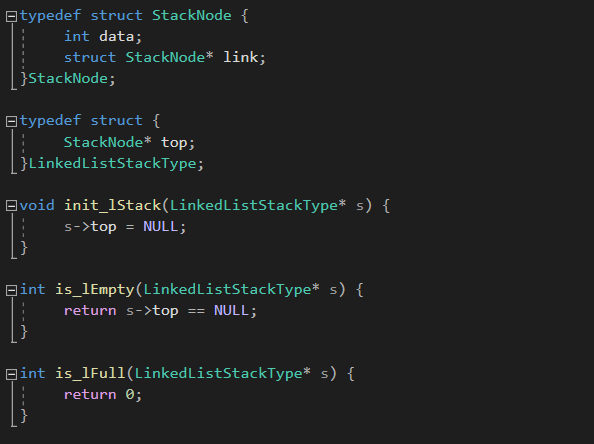 typedef struct StackNode {
    int data;
    struct StackNode* link;
}StackNode;

typedef struct {
    StackNode* top;
}LinkedListStackType;

void init_lStack(LinkedListStackType* s) {
    s->top = NULL;
}

int is_lEmpty(LinkedListStackType* s) {
    return s->top == NULL;
}

int is_lFull(LinkedListStackType* s) {
    return 0;
}